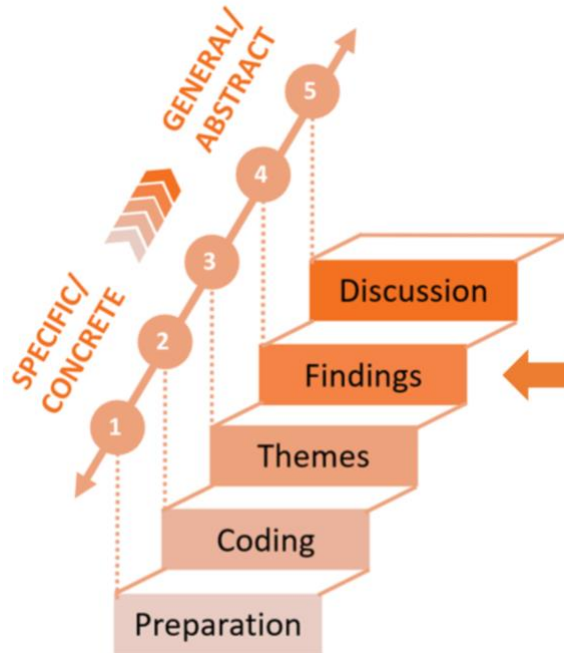 GENERAL/
ABSTRACT
5
4
3
2
1
SPECIFIC/
CONCRETE
Discussion
Findings
Themes
Coding
Preparation